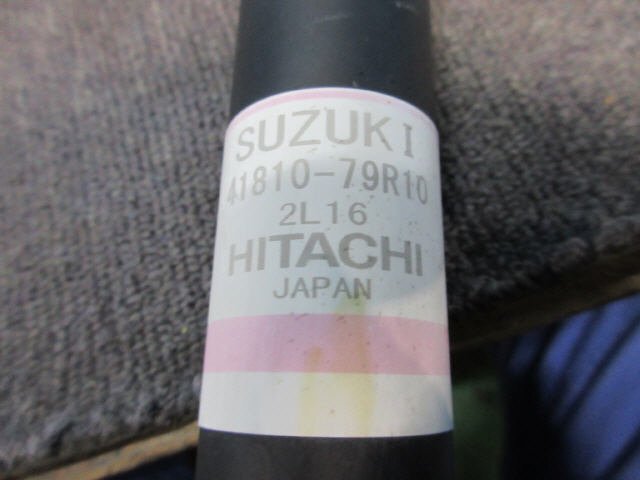 SUZUKI
41810-79R10
2L16
HITACHI
JAPAN